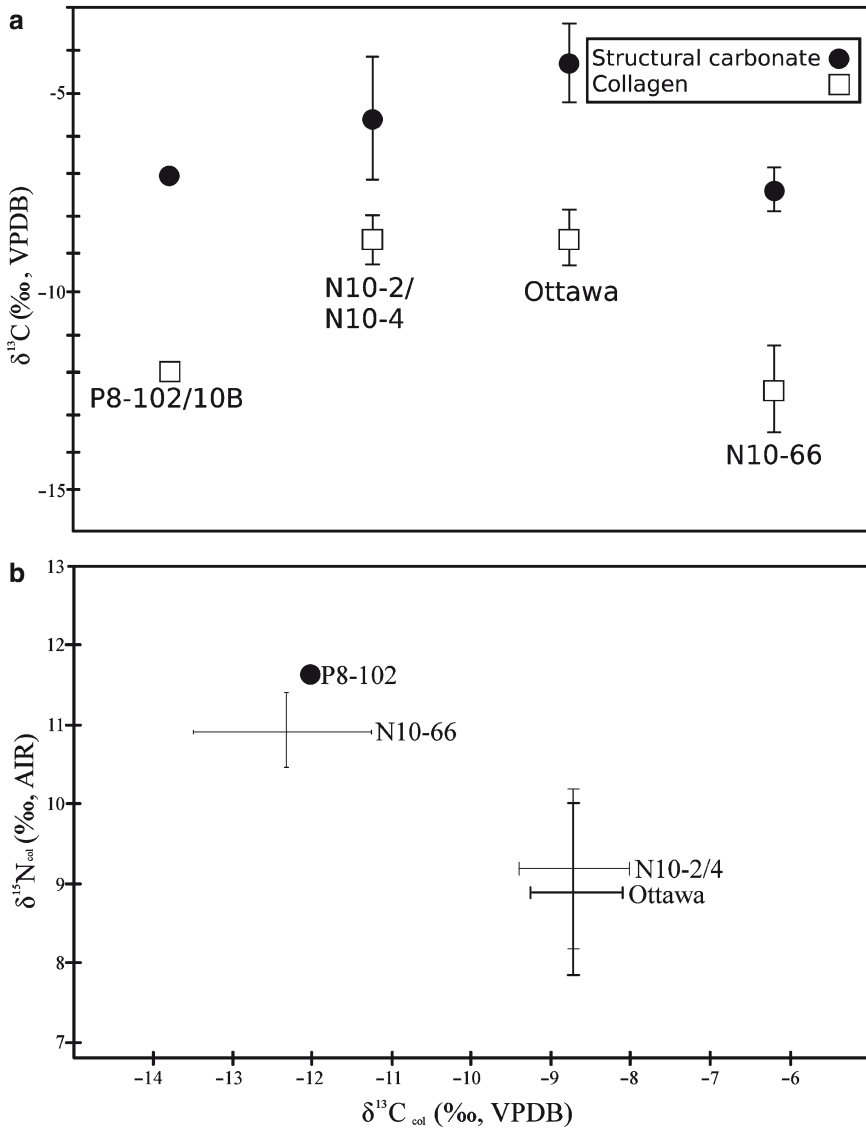 a
Structural carbonate
Collagen
-5
-10
-15
δ¹³C (‰, VPDB)
N10-2/
N10-4
Ottawa
P8-102/10B
N10-66
b
13
12
11
10
9
8
7
δ¹⁵Ncol (‰, AIR)
P8-102
N10-66
N10-2/4
Ottawa
-14 -13 -12 -11 -10 -9 -8 -7 -6
δ¹³C col (‰, VPDB)